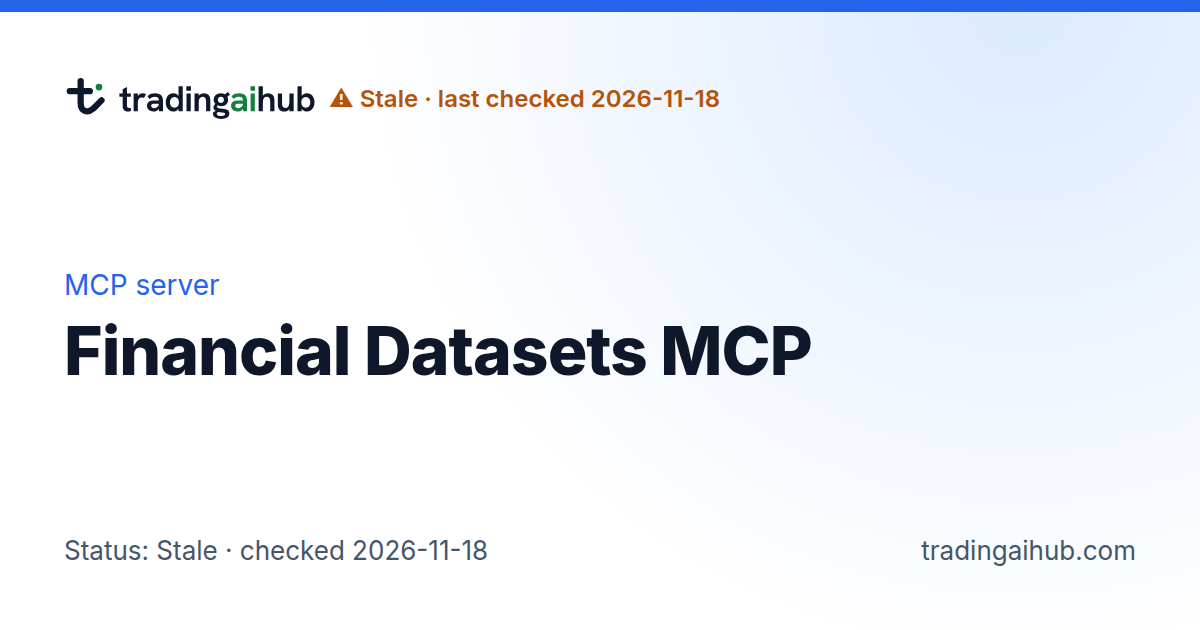 tradingaihub ⚠ Stale · last checked 2026-11-18
MCP server
Financial Datasets MCP
Status: Stale · checked 2026-11-18
tradingaihub.com